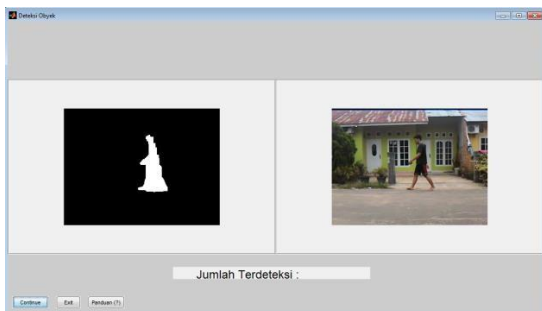 Deteksi Obyek
Jumlah Terdeteksi :
Continue
Exit
Panduan (?)